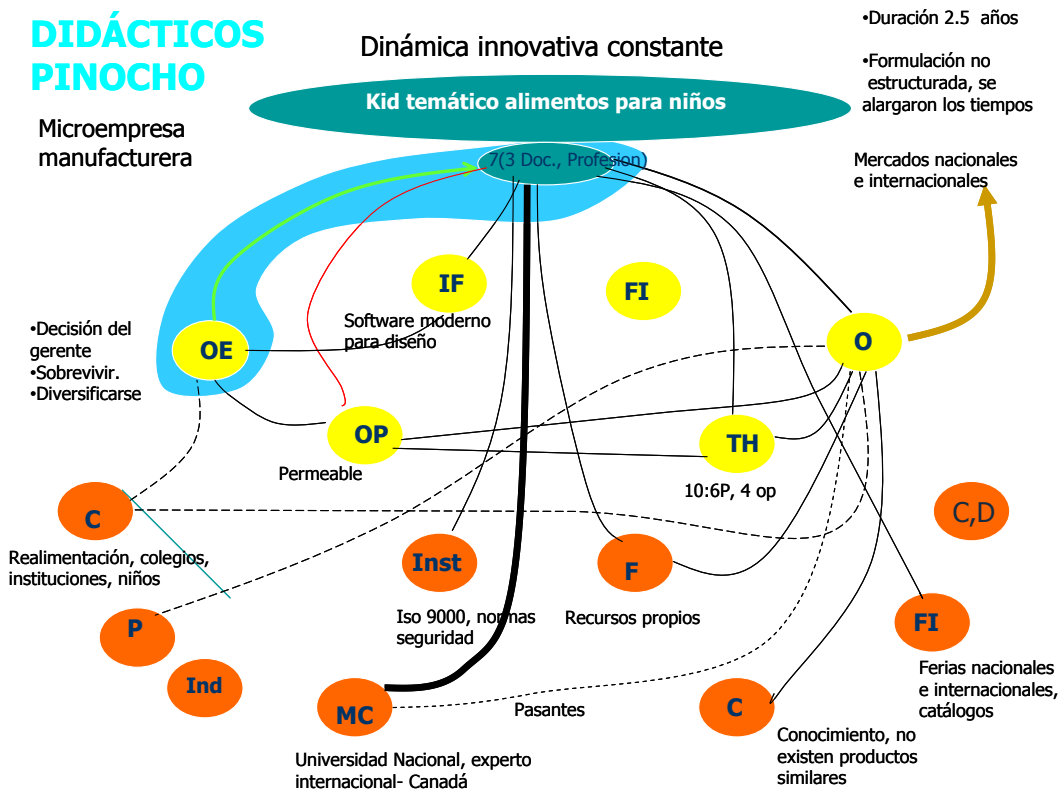 DIDÁCTICOS
PINOCHO
Microempresa
manufacturera
Dinámica innovativa constante
•Duración 2.5 años
•Formulación no
estructurada, se
alargaron los tiempos
Kid temático alimentos para niños
7(3 Doc., Profesion)
Mercados nacionales
e internacionales
IF
FI
Software moderno
para diseño
OE
O
•Decisión del
gerente
•Sobrevivir.
•Diversificarse
OP
Permeable
TH
10:6P, 4 op
C
Realimentación, colegios,
instituciones, niños
Inst
Iso 9000, normas
seguridad
F
Recursos propios
C,D
P
Ind
FI
Ferias nacionales
e internacionales,
catálogos
MC
Pasantes
Universidad Nacional, experto
internacional- Canadá
C
Conocimiento, no
existen productos
similares